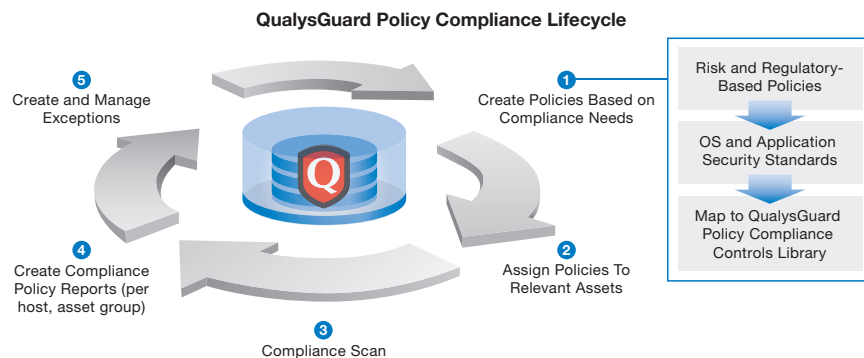 QualysGuard Policy Compliance Lifecycle
1
Create Policies Based on
Compliance Needs
Risk and Regulatory-
Based Policies
OS and Application
Security Standards
Map to QualysGuard
Policy Compliance
Controls Library
2
Assign Policies To
Relevant Assets
3
Compliance Scan
4
Create Compliance
Policy Reports (per
host, asset group)
5
Create and Manage
Exceptions
Q